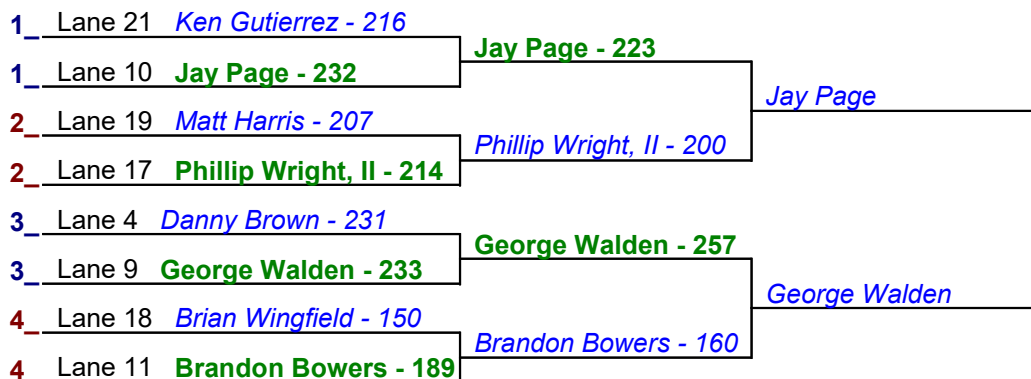 1_ Lane 21 Ken Gutierrez - 216
Jay Page - 223
1_ Lane 10 Jay Page - 232
Jay Page
2_ Lane 19 Matt Harris - 207
Phillip Wright, II - 200
2_ Lane 17 Phillip Wright, II - 214
3_ Lane 4 Danny Brown - 231
George Walden - 257
3_ Lane 9 George Walden - 233
George Walden
4_ Lane 18 Brian Wingfield - 150
Brandon Bowers - 160
4 Lane 11 Brandon Bowers - 189